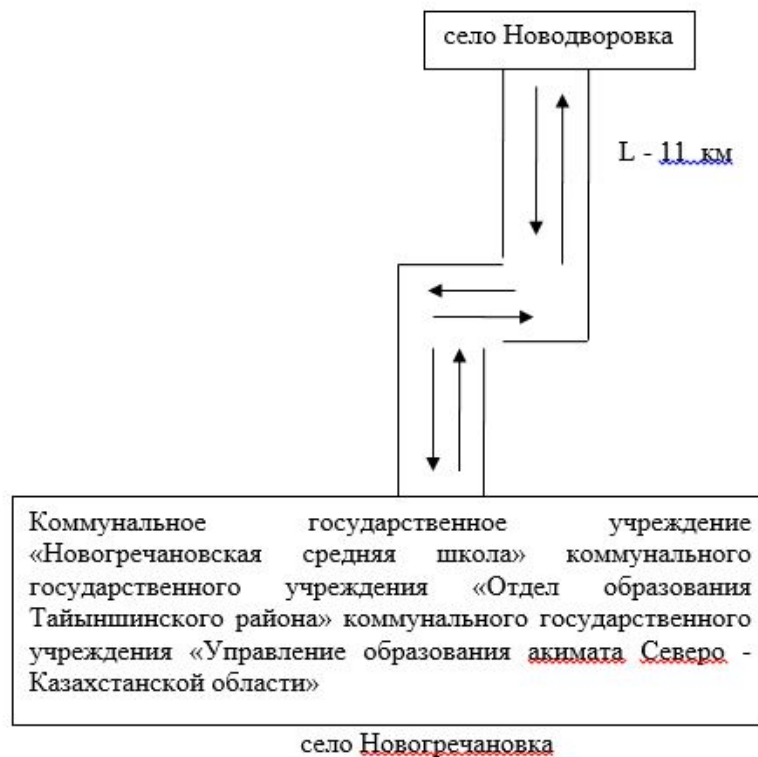 село Новодворовка
L - 11 км
Коммунальное государственное учреждение
«Новогречановская средняя школа» коммунального
государственного учреждения «Отдел образования
Тайыншинского района» коммунального государственного
учреждения «Управление образования акимата Северо -
Казахстанской области»
село Новогречановка